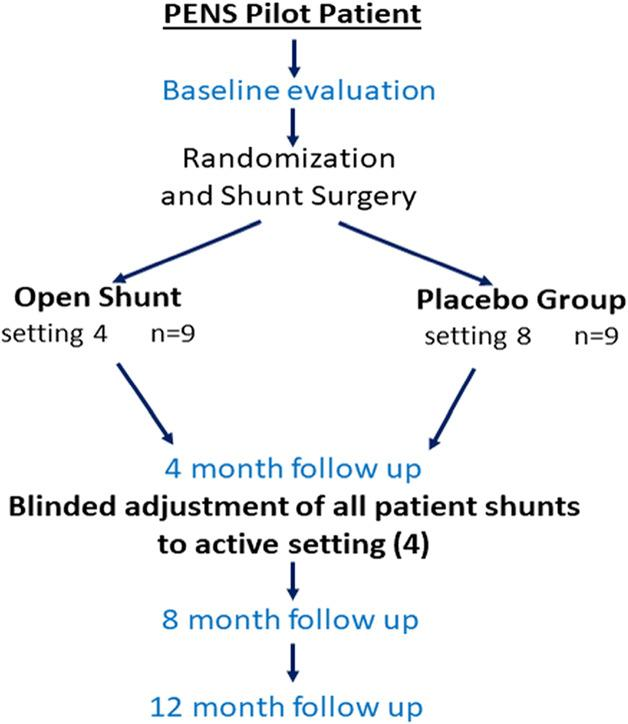 PENS Pilot Patient
Baseline evaluation
Randomization
and Shunt Surgery
Open Shunt
setting 4 n=9
Placebo Group
setting 8 n=9
4 month follow up
Blinded adjustment of all patient shunts
to active setting (4)
8 month follow up
12 month follow up